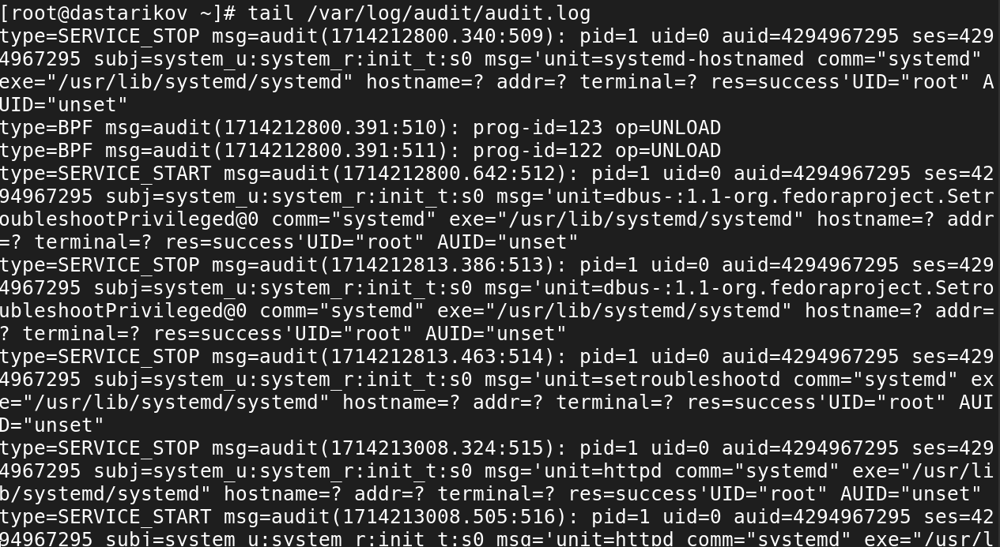 [root@dastarikov ~]# tail /var/log/audit/audit.log
type=SERVICE_STOP msg=audit(1714212800.340:509): pid=1 uid=0 auid=4294967295 ses=429
4967295 subj=system_u:system_r:init_t:s0 msg='unit=systemd-hostnamed comm="systemd"
exe="/usr/lib/systemd/systemd" hostname=? addr=? terminal=? res=success'UID="root" A
UID="unset"
type=BPF msg=audit(1714212800.391:510): prog-id=123 op=UNLOAD
type=BPF msg=audit(1714212800.391:511): prog-id=122 op=UNLOAD
type=SERVICE_START msg=audit(1714212800.642:512): pid=1 uid=0 auid=4294967295 ses=42
94967295 subj=system_u:system_r:init_t:s0 msg='unit=dbus-:1.1-org.fedoraproject.Setr
oubleshootPrivileged@0 comm="systemd" exe="/usr/lib/systemd/systemd" hostname=? addr
=? terminal=? res=success'UID="root" AUID="unset"
type=SERVICE_STOP msg=audit(1714212813.386:513): pid=1 uid=0 auid=4294967295 ses=429
4967295 subj=system_u:system_r:init_t:s0 msg='unit=dbus-:1.1-org.fedoraproject.Setro
ubleshootPrivileged@0 comm="systemd" exe="/usr/lib/systemd/systemd" hostname=? addr=
? terminal=? res=success'UID="root" AUID="unset"
type=SERVICE_STOP msg=audit(1714212813.463:514): pid=1 uid=0 auid=4294967295 ses=429
4967295 subj=system_u:system_r:init_t:s0 msg='unit=setroubleshootd comm="systemd" ex
e="/usr/lib/systemd/systemd" hostname=? addr=? terminal=? res=success'UID="root" AUI
D="unset"
type=SERVICE_STOP msg=audit(1714213008.324:515): pid=1 uid=0 auid=4294967295 ses=429
4967295 subj=system_u:system_r:init_t:s0 msg='unit=httpd comm="systemd" exe="/usr/li
b/systemd/systemd" hostname=? addr=? terminal=? res=success'UID="root" AUID="unset"
type=SERVICE_START msg=audit(1714213008.505:516): pid=1 uid=0 auid=4294967295 ses=42
94967295 subj=system_u:system_r:init_t:s0 msg='unit=httpd comm="systemd" exe="/usr/l